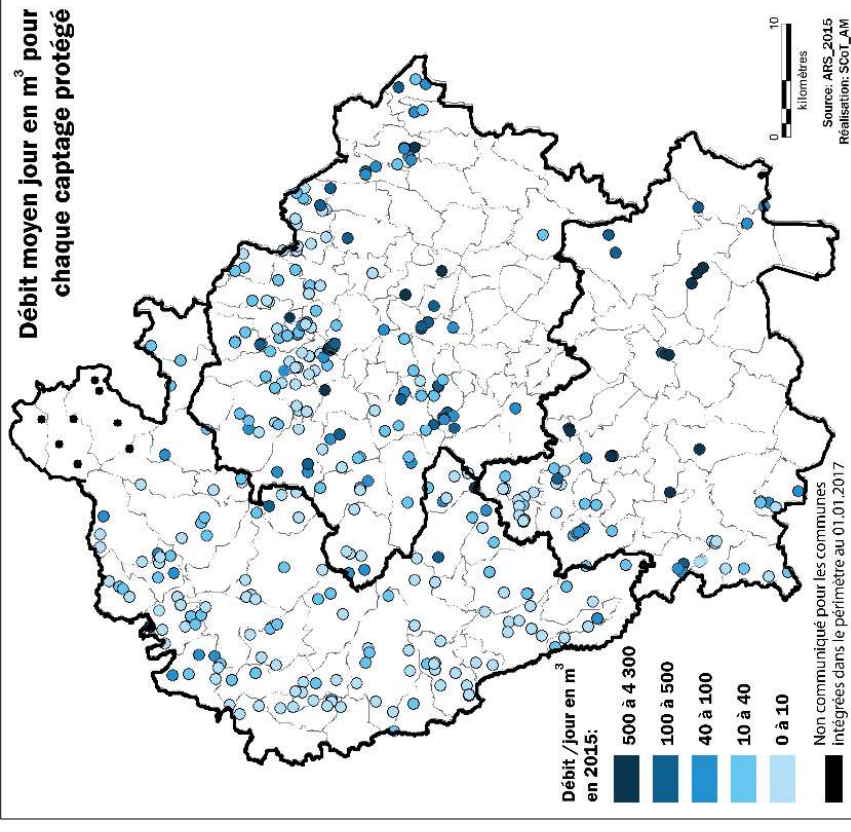 Débit moyen jour en m³ pour
chaque captage protégé
0 10
kilomètres
Source: ARS_2015
Réalisation: SCoT_AM
Débit /jour en m³
en 2015:
500 à 4 300
100 à 500
40 à 100
10 à 40
0 à 10
Non communiqué pour les communes
intégrées dans le périmètre au 01.01.2017